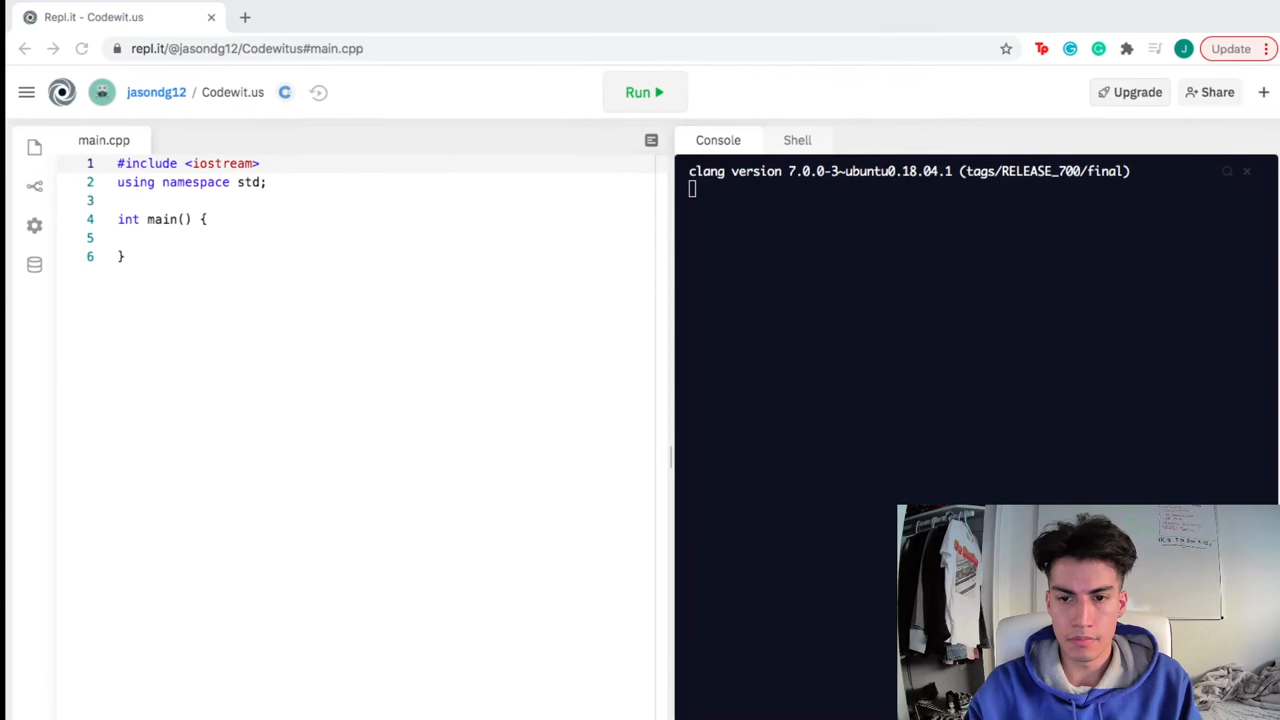 Repl.it - Codewit.us
repl.it/@jasondg12/Codewitus#main.cpp
Tp
J
Update
jasondg12 / Codewit.us
Run
Upgrade
Share
main.cpp
Console
Shell
1 #include <iostream>
2 using namespace std;
3
4 int main() {
5
6 }
clang version 7.0.0-3~ubuntu0.18.04.1 (tags/RELEASE_700/final)